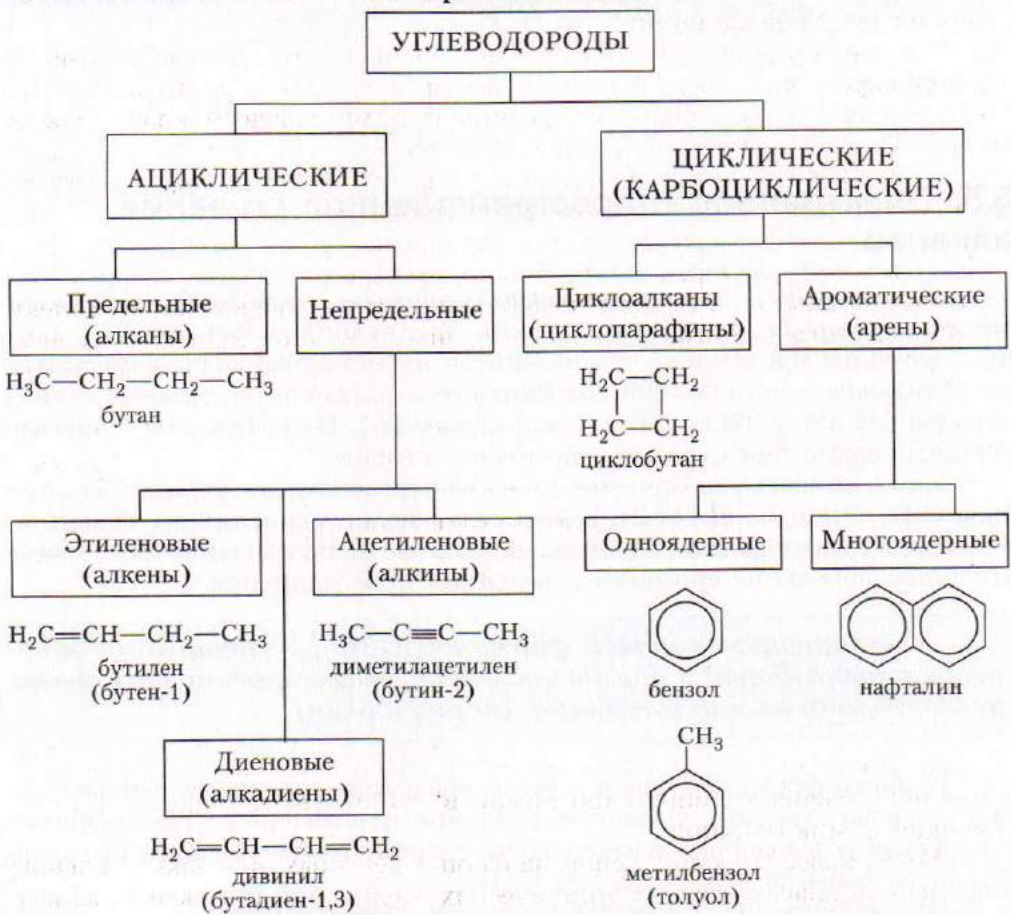 УГЛЕВОДОРОДЫ
АЦИКЛИЧЕСКИЕ
ЦИКЛИЧЕСКИЕ
(КАРБОЦИКЛИЧЕСКИЕ)
Предельные
(алканы)
Непредельные
Циклоалканы
(циклопарафины)
Ароматические
(арены)
H₃C—CH₂—CH₂—CH₃
бутан
H₂C—CH₂
H₂C—CH₂
циклобутан
Этиленовые
(алкены)
Ацетиленовые
(алкины)
Одноядерные
Многоядерные
H₂C=CH—CH₂—CH₃
бутилен
(бутен-1)
H₃C—C≡C—CH₃
диметилацетилен
(бутин-2)
бензол
нафталин
Диеновые
(алкадиены)
H₂C=CH—CH=CH₂
дивинил
(бутадиен-1,3)
CH₃
метилбензол
(толуол)